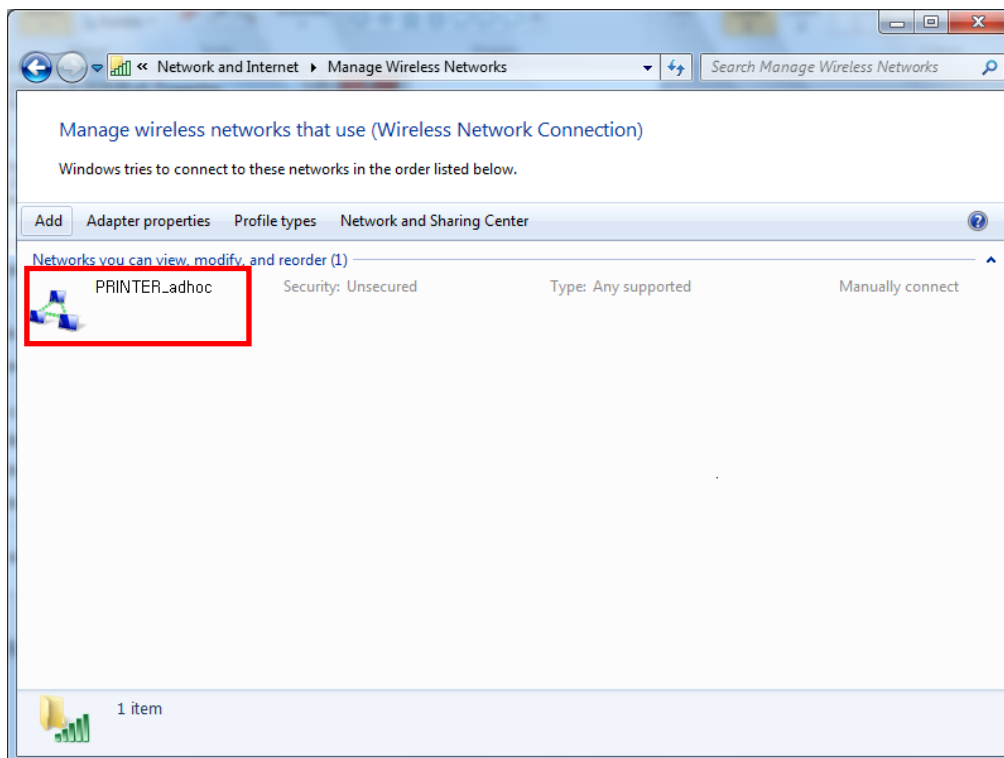 « Network and Internet ▸ Manage Wireless Networks Search Manage Wireless Networks
Manage wireless networks that use (Wireless Network Connection)
Windows tries to connect to these networks in the order listed below.
Add Adapter properties Profile types Network and Sharing Center
Networks you can view, modify, and reorder (1)
PRINTER_adhoc Security: Unsecured Type: Any supported Manually connect
1 item